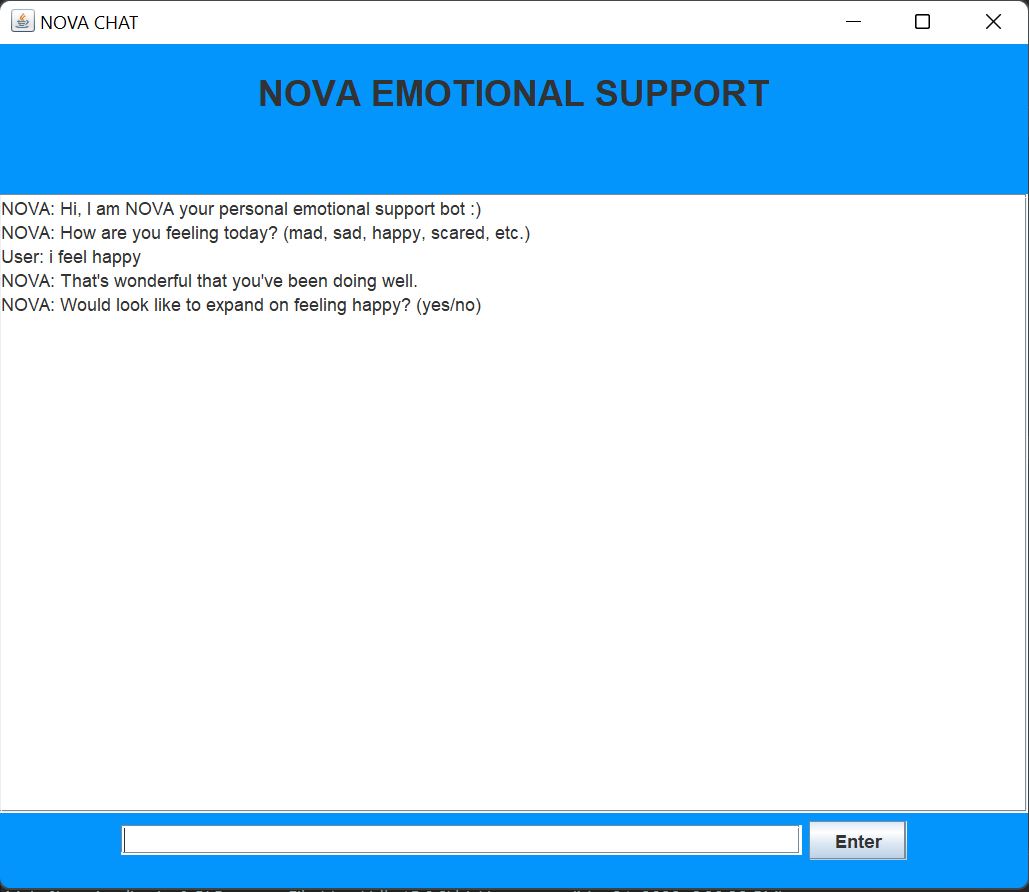 NOVA CHAT
NOVA EMOTIONAL SUPPORT
NOVA: Hi, I am NOVA your personal emotional support bot :)
NOVA: How are you feeling today? (mad, sad, happy, scared, etc.)
User: i feel happy
NOVA: That's wonderful that you've been doing well.
NOVA: Would look like to expand on feeling happy? (yes/no)
Enter